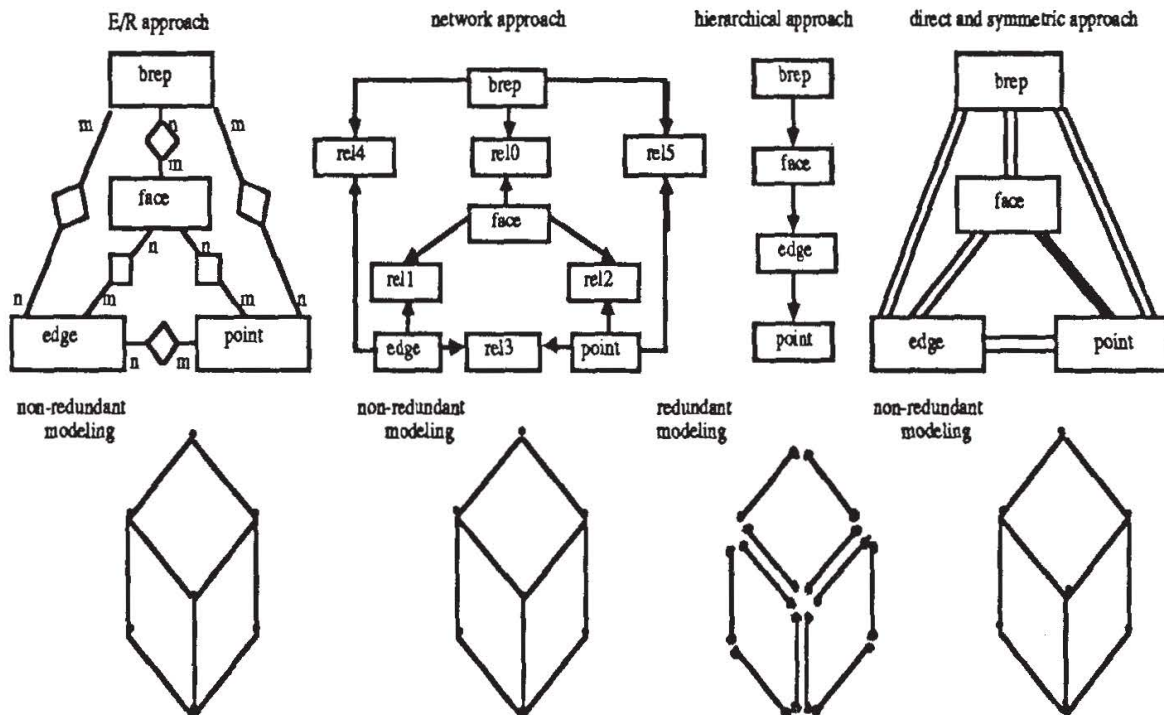 E/R approach
network approach
hierarchical approach
direct and symmetric approach
brep
m
n
m
m
face
n
n
m
m
n
n
edge
point
n
m
brep
rel4
rel0
rel5
face
rel1
rel2
edge
rel3
point
brep
face
edge
point
brep
face
edge
point
non-redundant
modeling
non-redundant
modeling
redundant
modeling
non-redundant
modeling